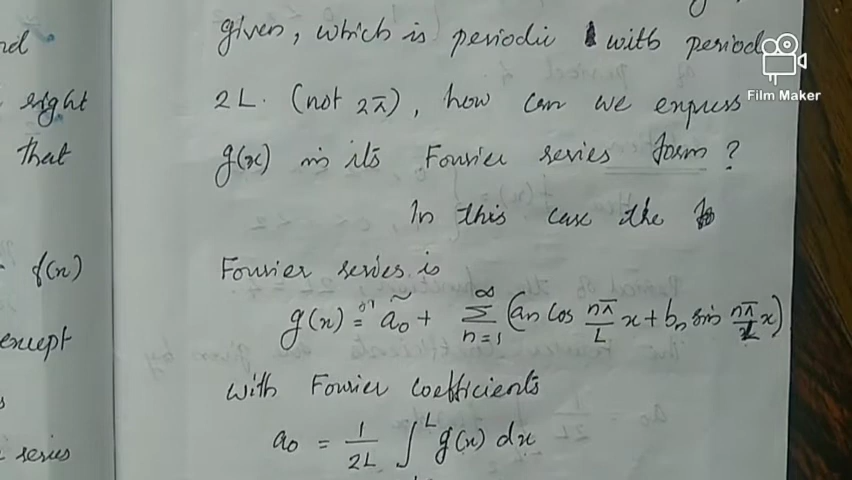 nd
right
that
f(x)
except
series
given, which is periodic with period
2L. (not 2π), how can we express
g(x) in its Fourier series form?
In this case the
Fourier series is
g(x) = a₀ + ∑ₙ₌₁^∞ (aₙ cos nπ/L x + bₙ sin nπ/L x)
with Fourier coefficients
a₀ = 1/2L ∫^L g(x) dx
Film Maker